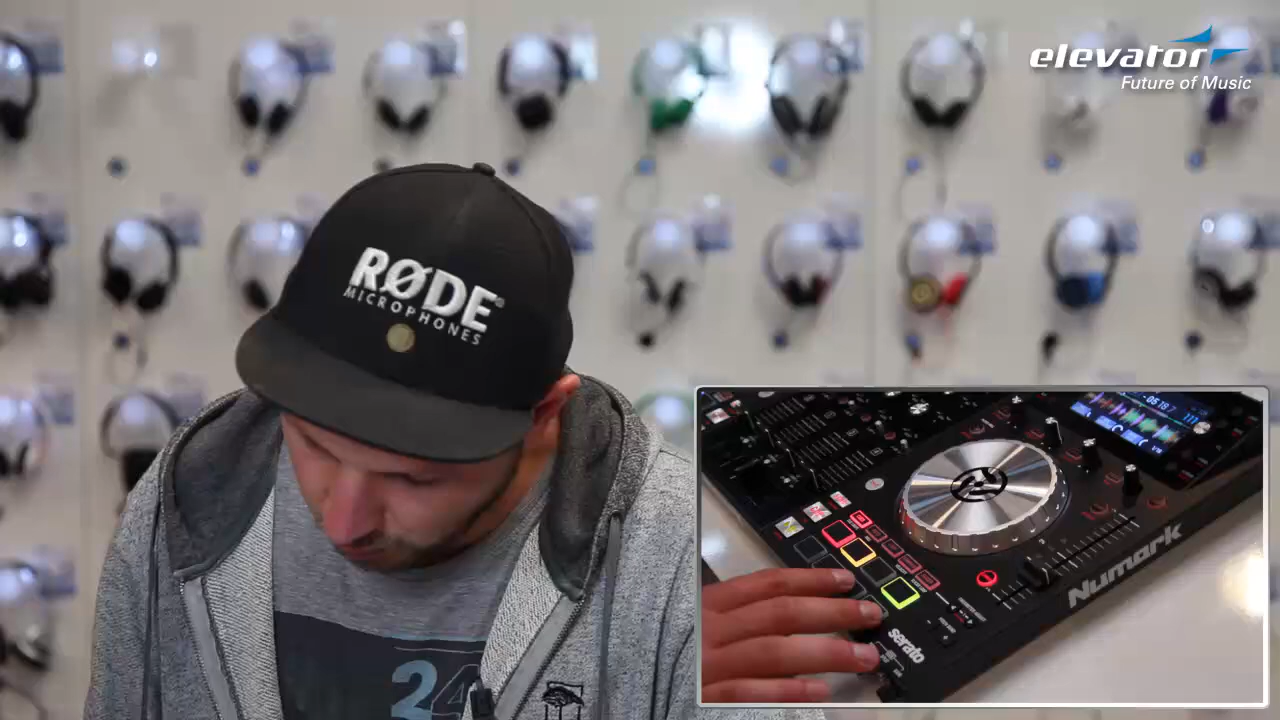 elevator
Future of Music
RØDE
MICROPHONES
24
Numark
serato